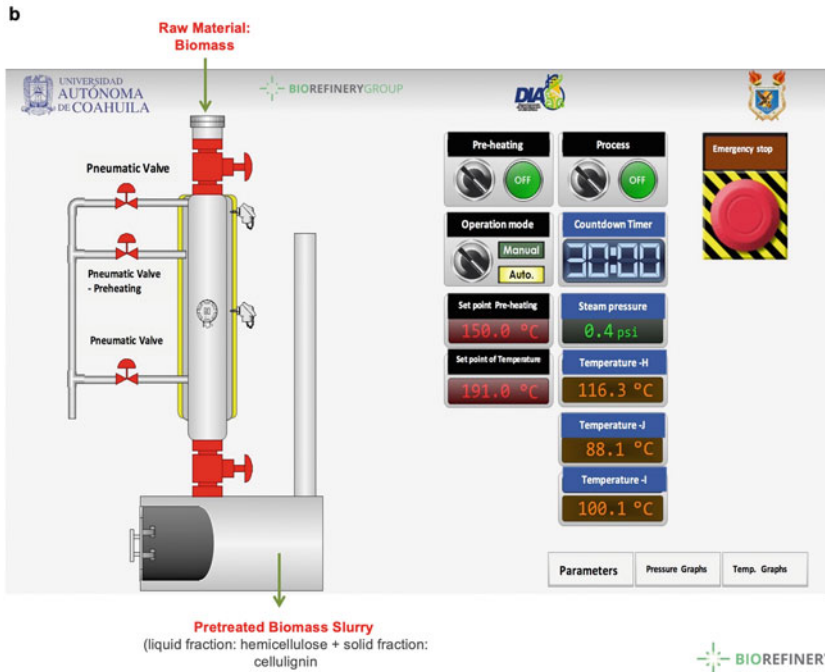 b
Raw Material:
Biomass
UNIVERSIDAD
AUTÓNOMA
DE COAHUILA
BIOREFINERYGROUP
DIA
Pneumatic Valve
Pneumatic Valve
- Preheating
Pneumatic Valve
Pre-heating
OFF
Process
OFF
Emergency stop
Operation mode
Manual
Auto.
Countdown Timer
30:00
Set point Pre-heating
150.0 °C
Steam pressure
0.4 psi
Set point of Temperature
191.0 °C
Temperature -H
116.3 °C
Temperature -J
88.1 °C
Temperature -I
100.1 °C
Parameters
Pressure Graphs
Temp. Graphs
Pretreated Biomass Slurry
(liquid fraction: hemicellulose + solid fraction:
cellulignin
BIOREFINERY